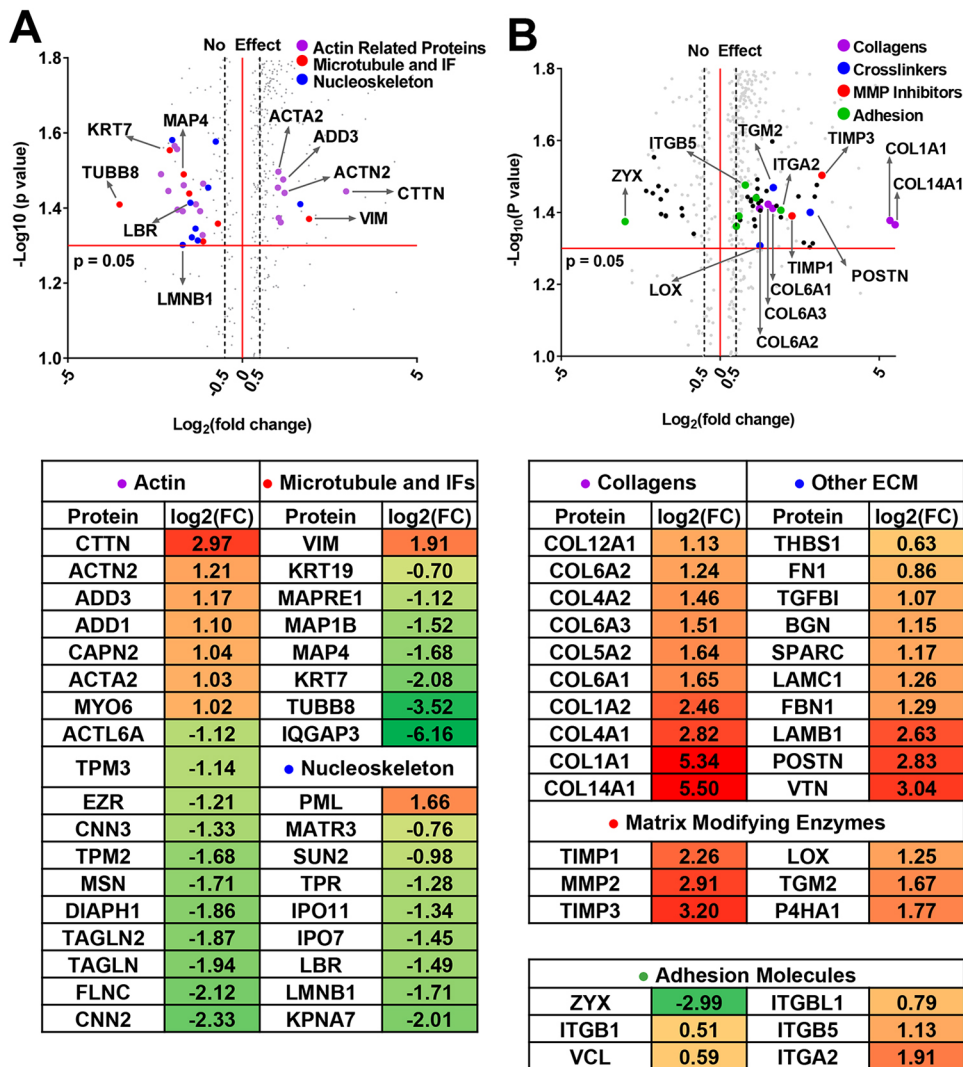 A
No Effect
Actin Related Proteins
Microtubule and IF
Nucleoskeleton
-Log10 (p value)
1.8
1.6
1.4
1.2
1.0
KRT7
MAP4
TUBB8
LBR
LMNB1
ACTA2
ADD3
ACTN2
CTTN
VIM
p = 0.05
-5
-0.5
0
0.5
5
Log2(fold change)
B
No Effect
Collagens
Crosslinkers
MMP Inhibitors
Adhesion
-Log10(P value)
1.8
1.6
1.4
1.2
1.0
ITGB5
TGM2
ITGA2
TIMP3
COL1A1
COL14A1
ZYX
LOX
TIMP1
POSTN
COL6A1
COL6A3
COL6A2
p = 0.05
-5
-0.5
0
0.5
5
Log2(fold change)
Actin Microtubule and IFs
Protein log2(FC) Protein log2(FC)
CTTN 2.97 VIM 1.91
ACTN2 1.21 KRT19 -0.70
ADD3 1.17 MAPRE1 -1.12
ADD1 1.10 MAP1B -1.52
CAPN2 1.04 MAP4 -1.68
ACTA2 1.03 KRT7 -2.08
MYO6 1.02 TUBB8 -3.52
ACTL6A -1.12 IQGAP3 -6.16
TPM3 -1.14 Nucleoskeleton
EZR -1.21 PML 1.66
CNN3 -1.33 MATR3 -0.76
TPM2 -1.68 SUN2 -0.98
MSN -1.71 TPR -1.28
DIAPH1 -1.86 IPO11 -1.34
TAGLN2 -1.87 IPO7 -1.45
TAGLN -1.94 LBR -1.49
FLNC -2.12 LMNB1 -1.71
CNN2 -2.33 KPNA7 -2.01
Collagens Other ECM
Protein log2(FC) Protein log2(FC)
COL12A1 1.13 THBS1 0.63
COL6A2 1.24 FN1 0.86
COL4A2 1.46 TGFBI 1.07
COL6A3 1.51 BGN 1.15
COL5A2 1.64 SPARC 1.17
COL6A1 1.65 LAMC1 1.26
COL1A2 2.46 FBN1 1.29
COL4A1 2.82 LAMB1 2.63
COL1A1 5.34 POSTN 2.83
COL14A1 5.50 VTN 3.04
Matrix Modifying Enzymes
TIMP1 2.26 LOX 1.25
MMP2 2.91 TGM2 1.67
TIMP3 3.20 P4HA1 1.77
Adhesion Molecules
ZYX -2.99 ITGBL1 0.79
ITGB1 0.51 ITGB5 1.13
VCL 0.59 ITGA2 1.91